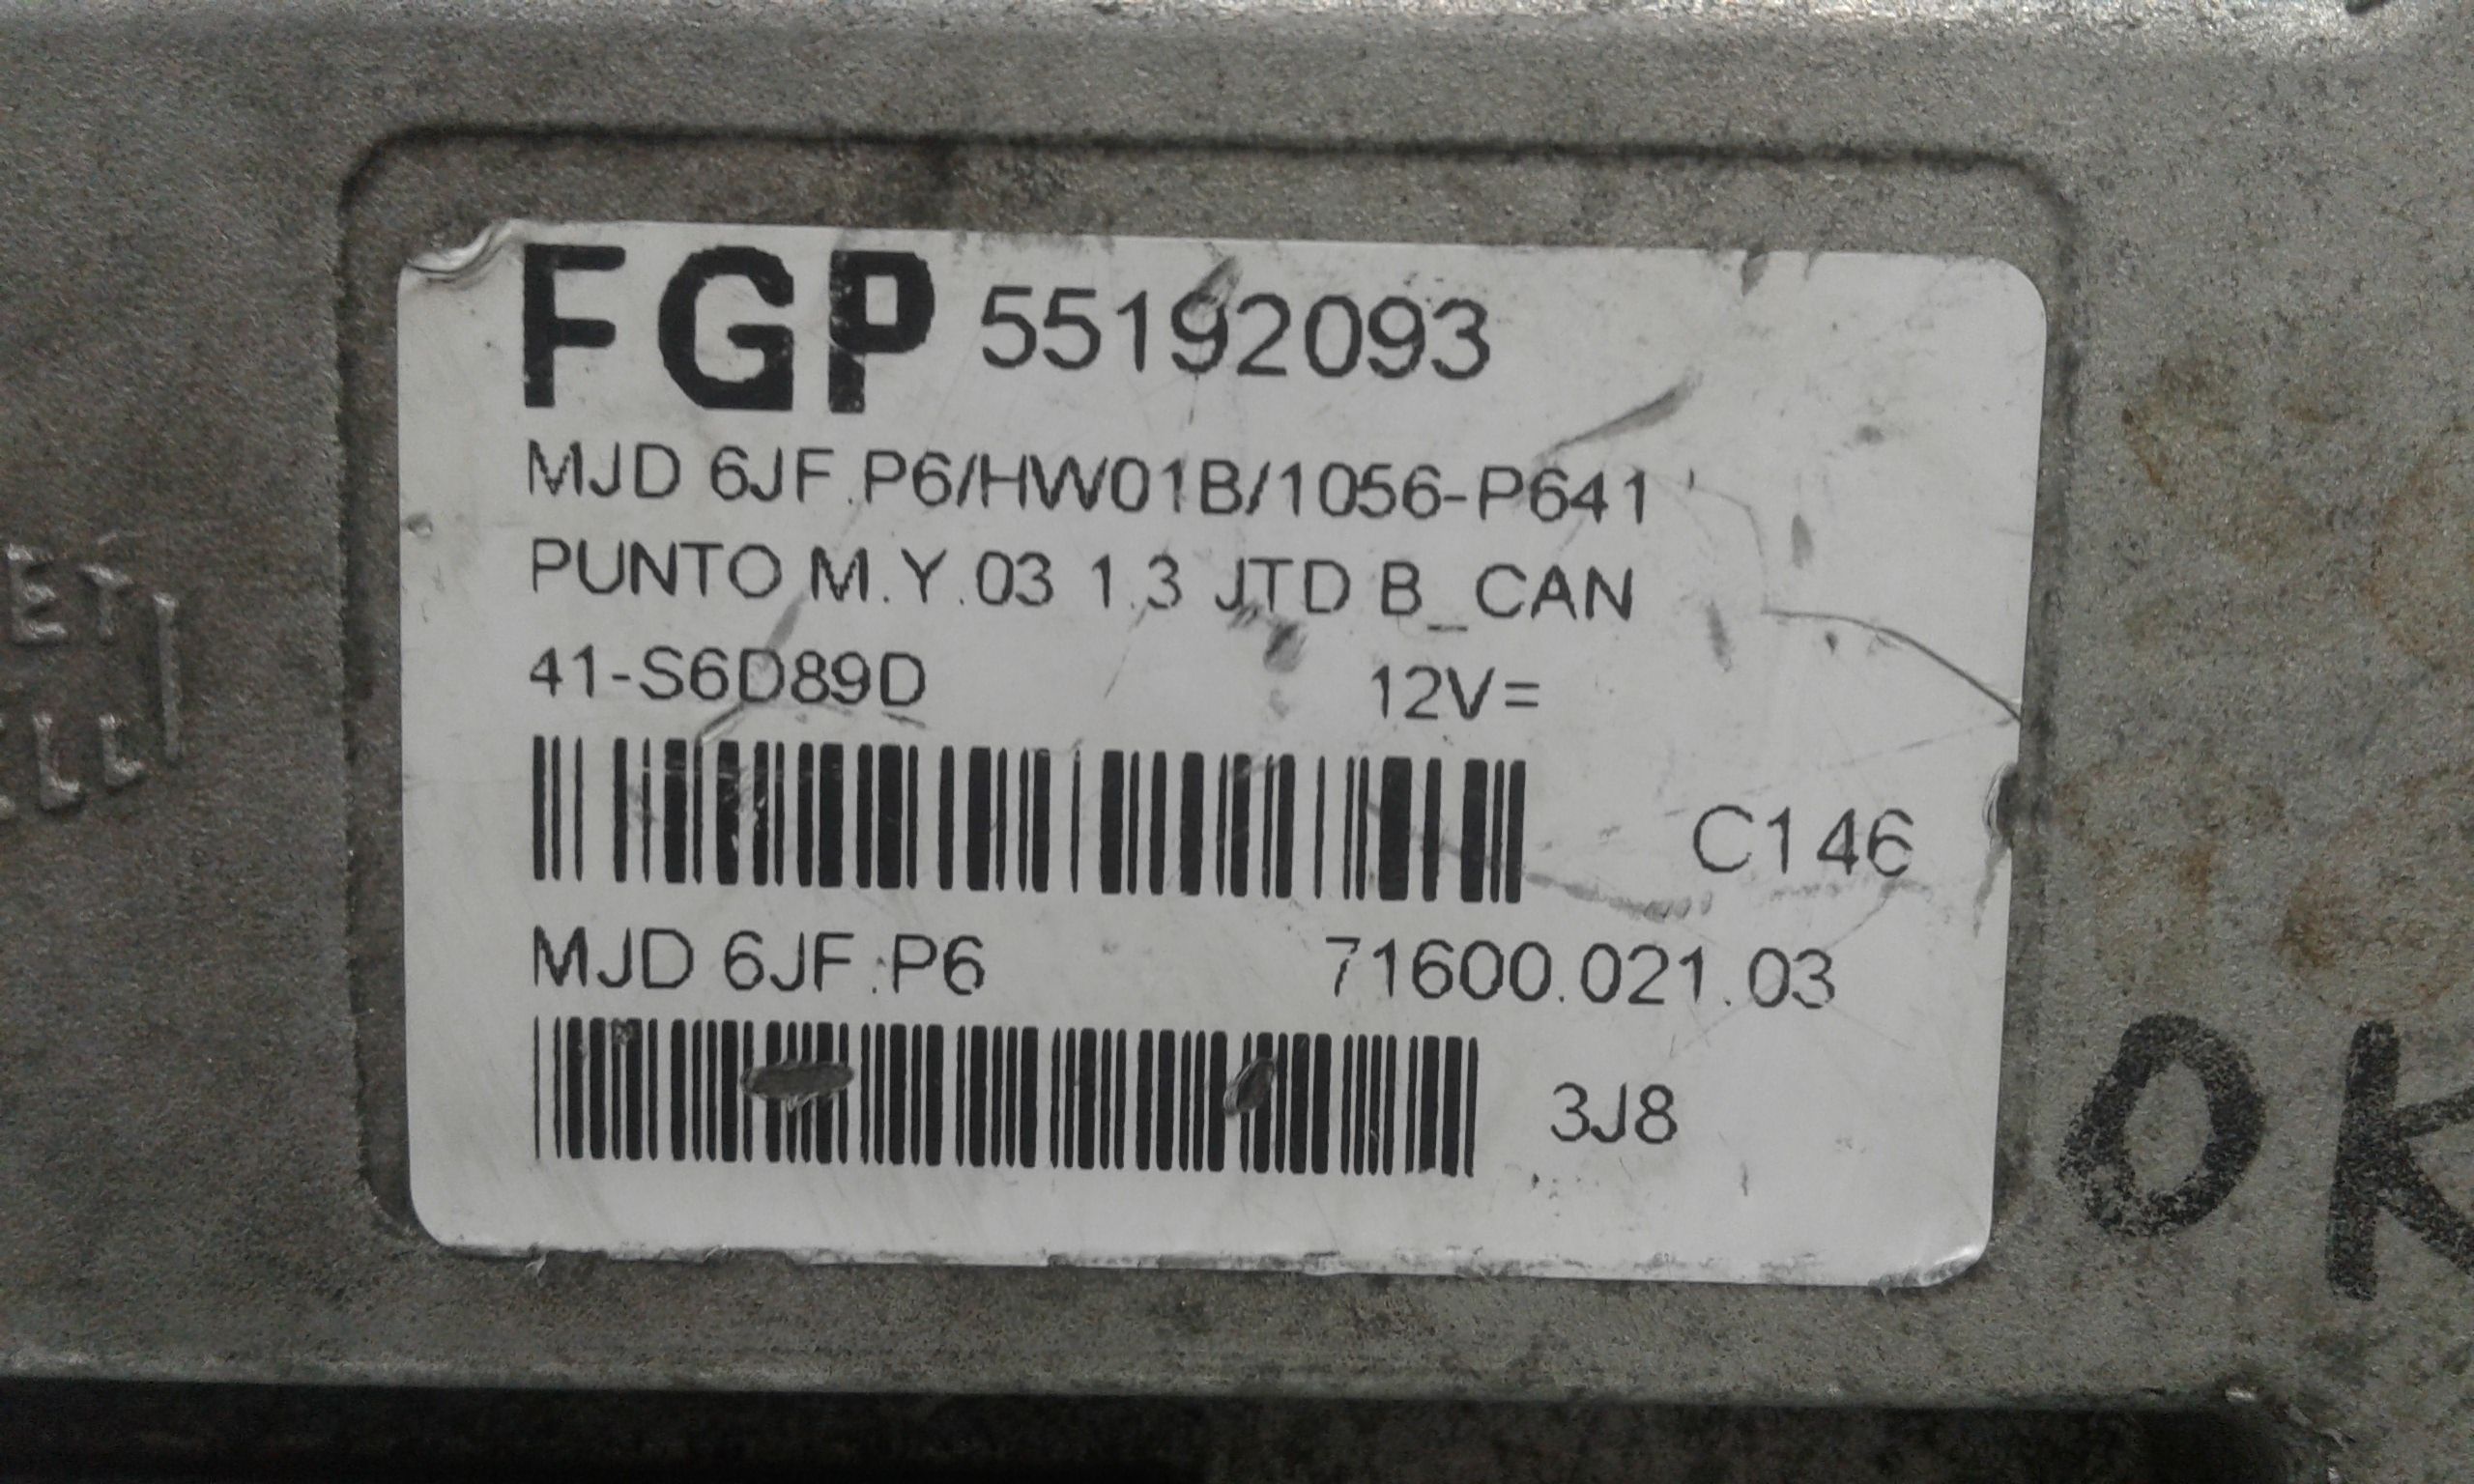 FGP 55192093
MJD 6JF.P6/HW01B/1056-P641
PUNTO M.Y.03 1.3 JTD B_CAN
41-S6D89D 12V=
C146
MJD 6JF.P6 71600.021.03
3J8
OK